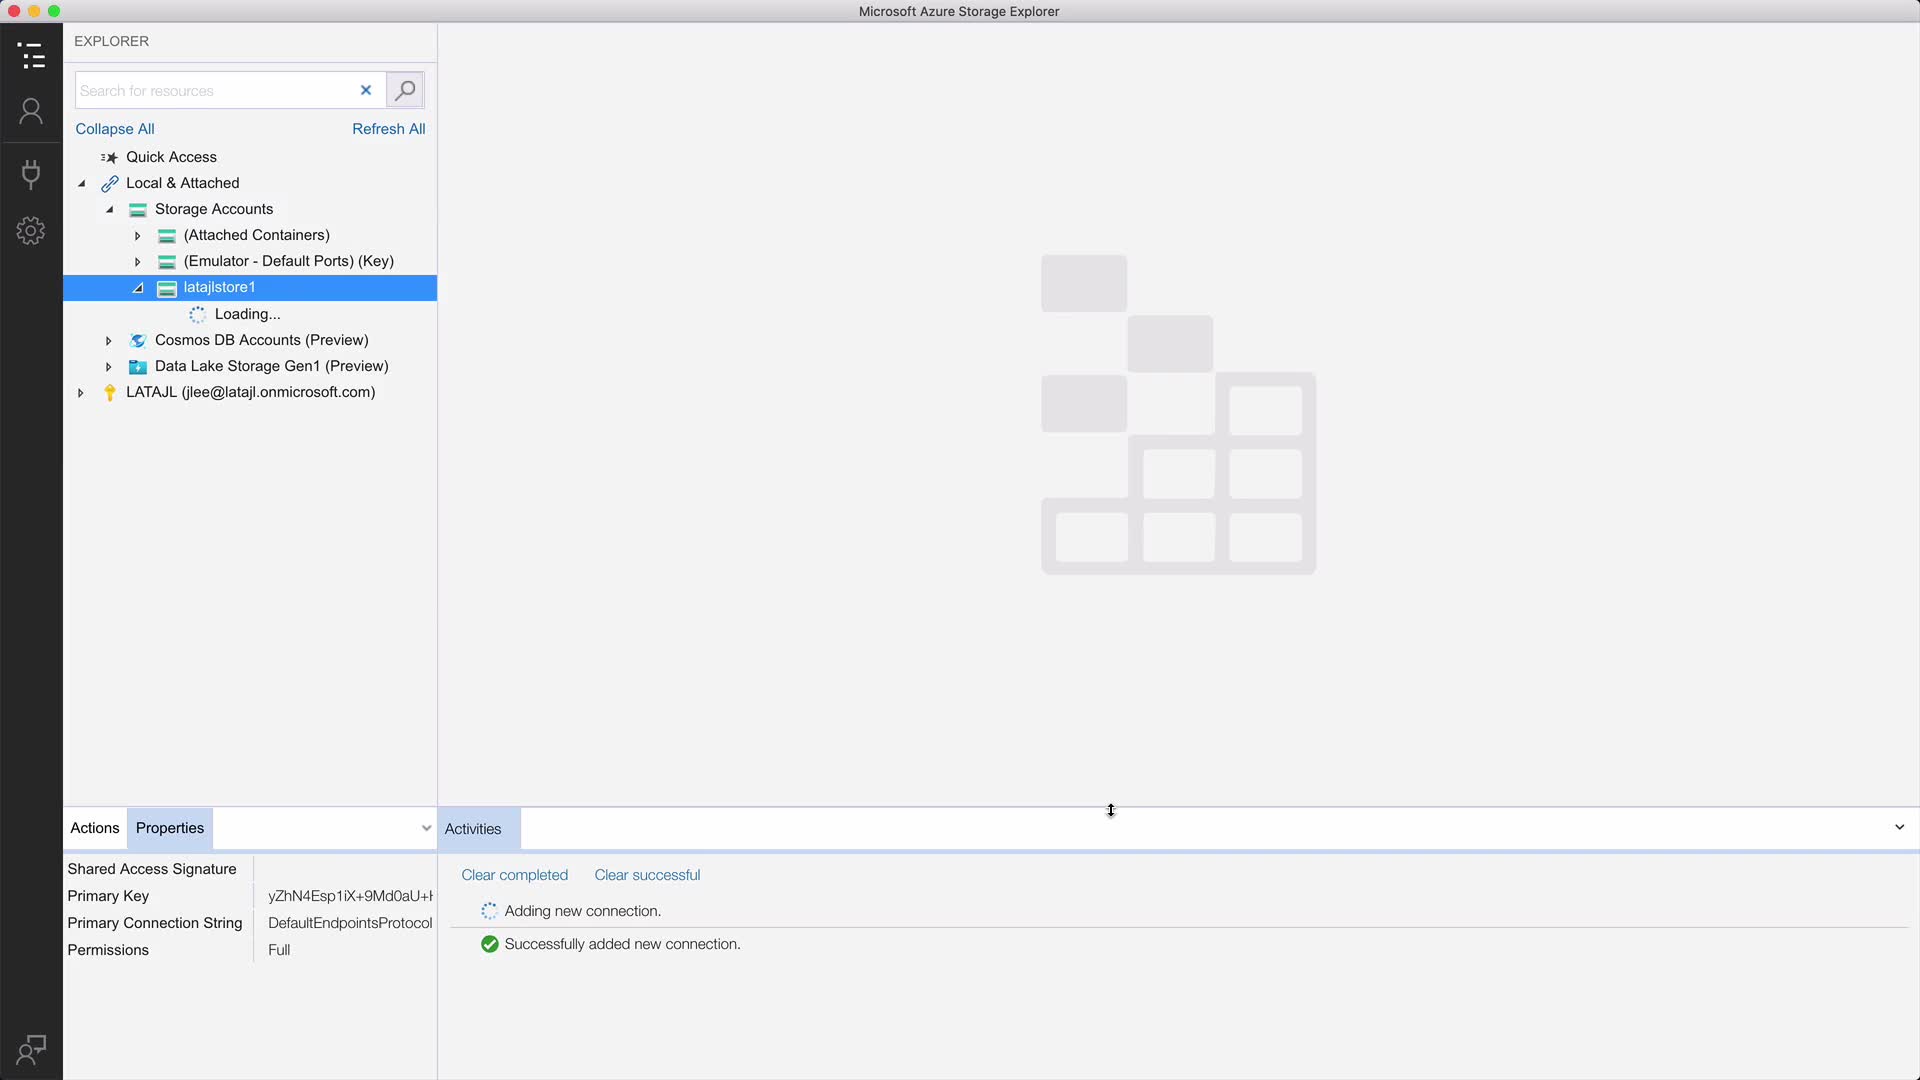 Microsoft Azure Storage Explorer
EXPLORER
Search for resources
Collapse All
Refresh All
Quick Access
Local & Attached
Storage Accounts
(Attached Containers)
(Emulator - Default Ports) (Key)
latajlstore1
Loading...
Cosmos DB Accounts (Preview)
Data Lake Storage Gen1 (Preview)
LATAJL (jlee@latajl.onmicrosoft.com)
Actions
Properties
Shared Access Signature
Primary Key yZhN4Esp1iX+9Md0aU+
Primary Connection String DefaultEndpointsProtocol
Permissions Full
Activities
Clear completed
Clear successful
Adding new connection.
Successfully added new connection.